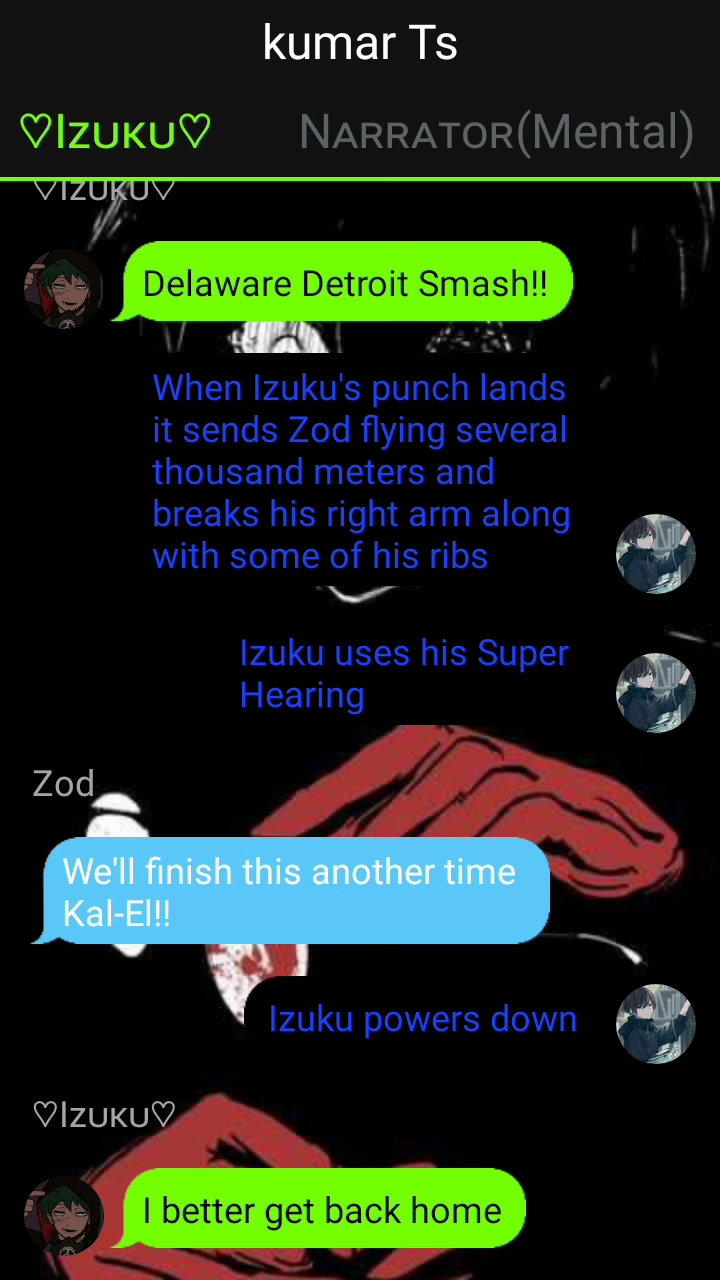 kumar Ts
♡Izuku♡ Narrator(Mental)
♡Izuku♡
Delaware Detroit Smash!!
When Izuku's punch lands
it sends Zod flying several
thousand meters and
breaks his right arm along
with some of his ribs
Izuku uses his Super
Hearing
Zod
We'll finish this another time
Kal-El!!
Izuku powers down
♡Izuku♡
I better get back home